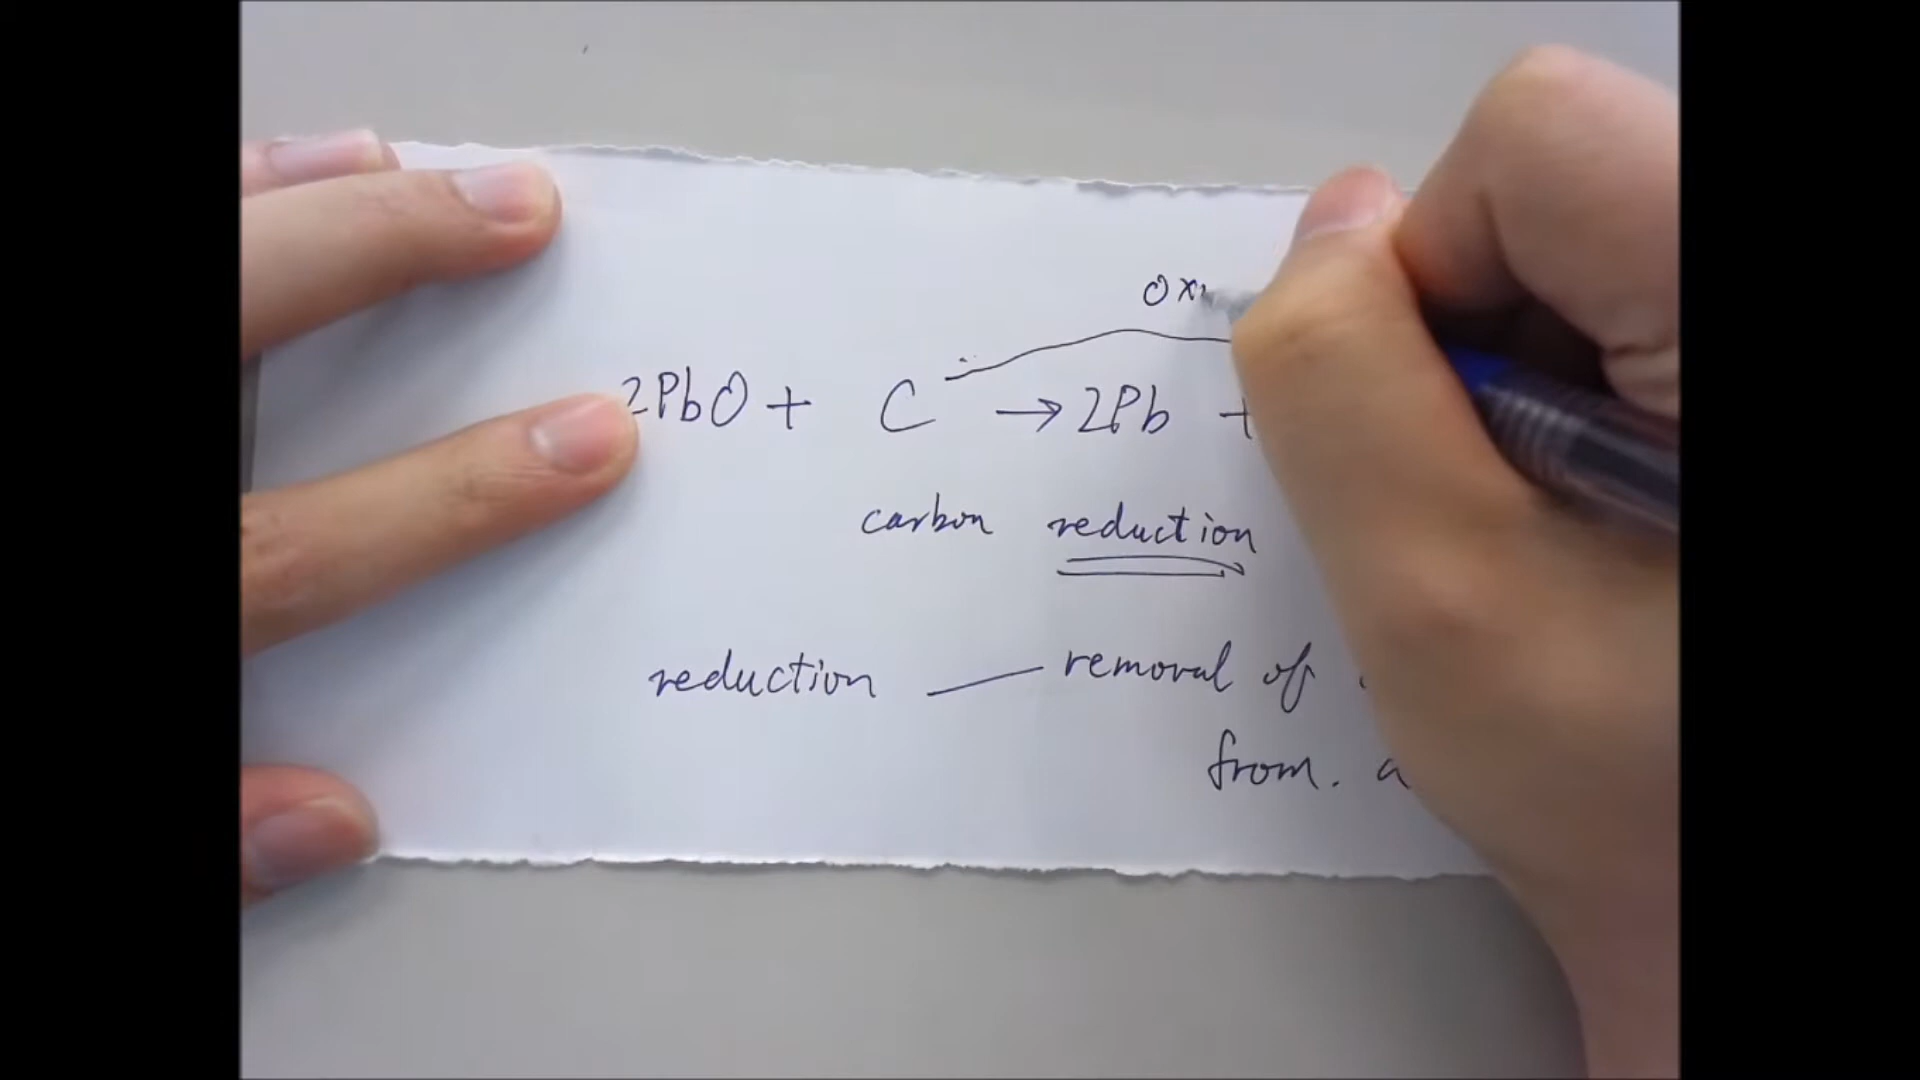 ox
2PbO + C → 2Pb +
carbon reduction
reduction — removal of
from. a